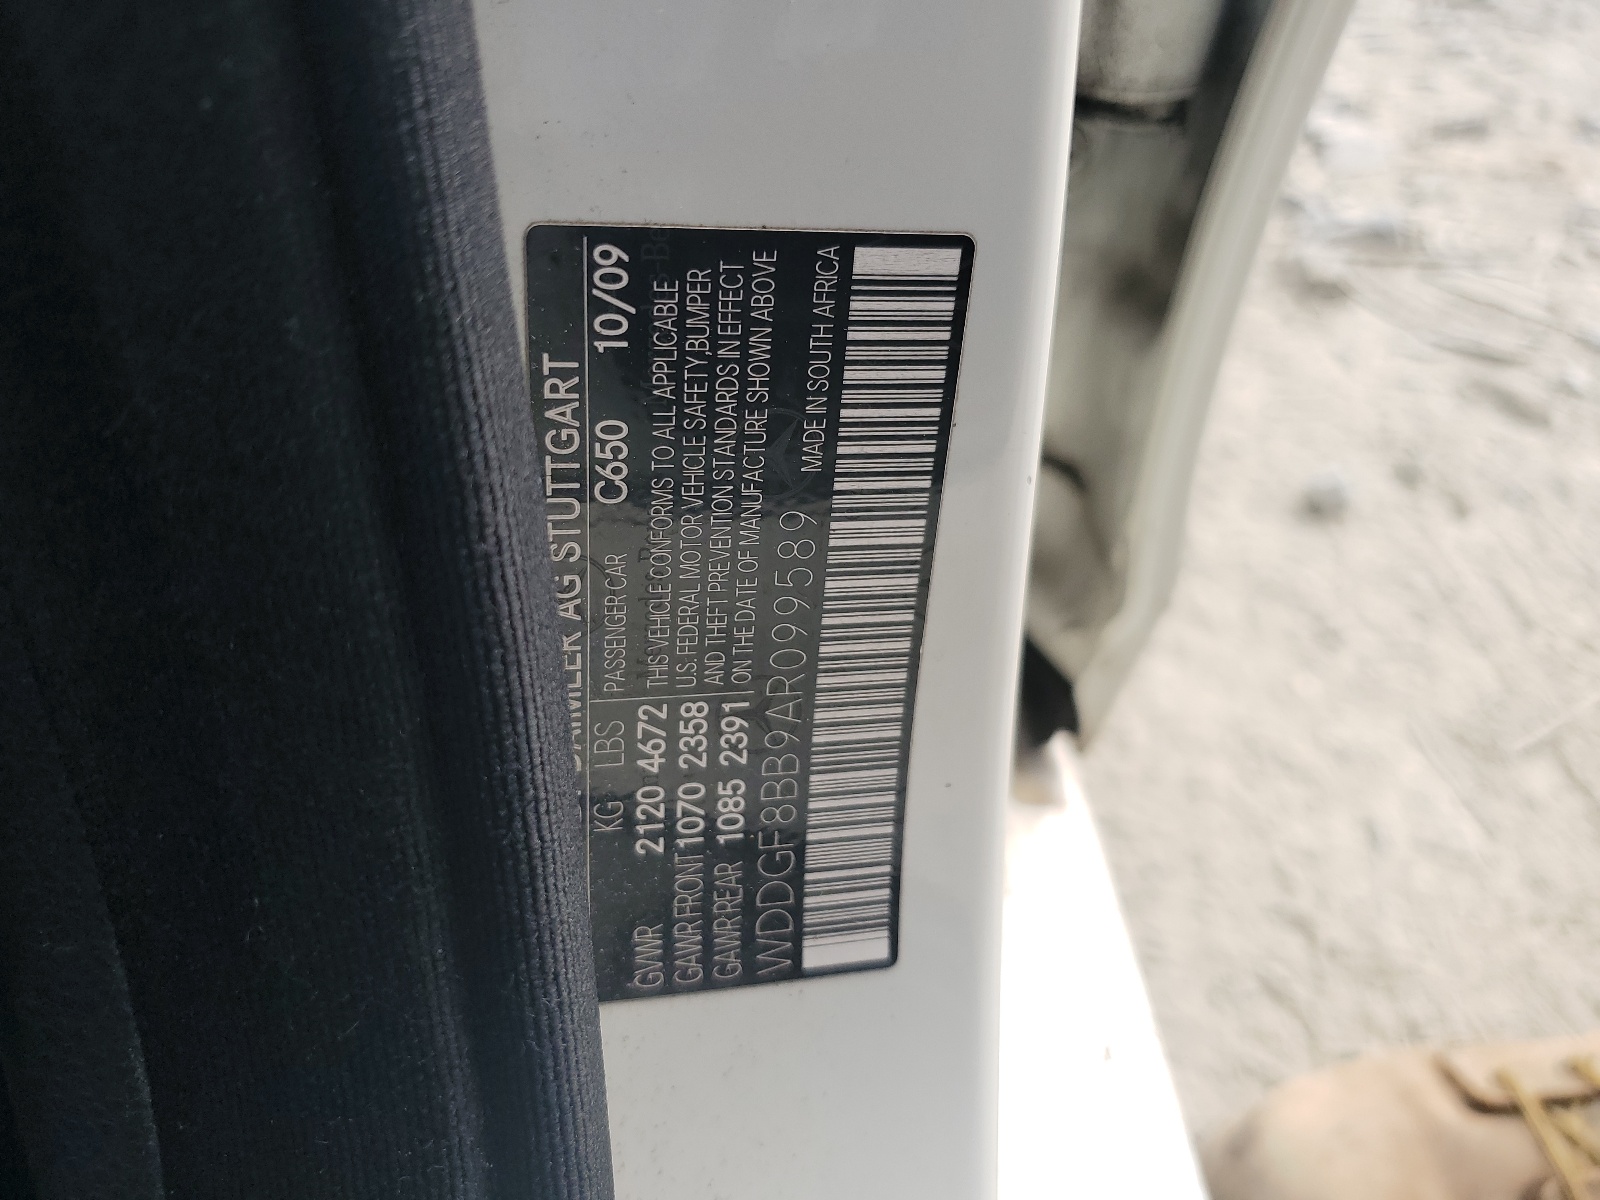 DAIMLER AG STUTTGART
KG LBS PASSENGER CAR C650 10/09
GVWR 2120 4672 THIS VEHICLE CONFORMS TO ALL APPLICABLE
GAWR FRONT 1070 2358 U.S. FEDERAL MOTOR VEHICLE SAFETY,BUMPER
GAWR REAR 1085 2391 AND THEFT PREVENTION STANDARDS IN EFFECT
ON THE DATE OF MANUFACTURE SHOWN ABOVE
WDDGF8BB9AR099589 MADE IN SOUTH AFRICA